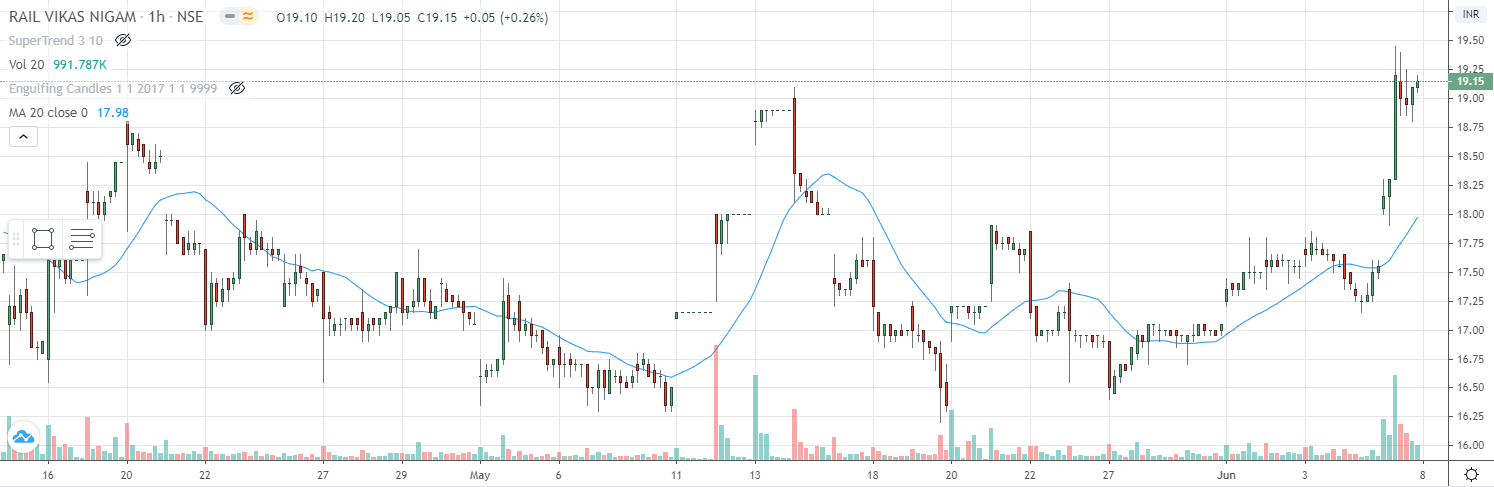 RAIL VIKAS NIGAM · 1h · NSE O19.10 H19.20 L19.05 C19.15 +0.05 (+0.26%)
INR
SuperTrend 3 10
Vol 20 991.787K
Engulfing Candles 1 1 2017 1 1 9999
MA 20 close 0 17.98
19.50
19.25
19.15
19.00
18.75
18.50
18.25
18.00
17.75
17.50
17.25
17.00
16.75
16.50
16.25
16.00
16 20 22 27 29 May 6 11 13 18 20 22 27 Jun 3 8